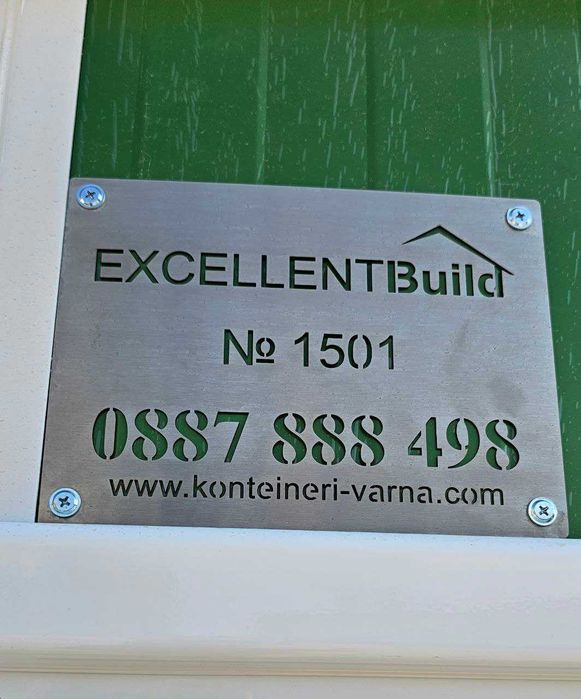 EXCELLENTBuild
№ 1501
0887 888 498
www.konteineri-varna.com